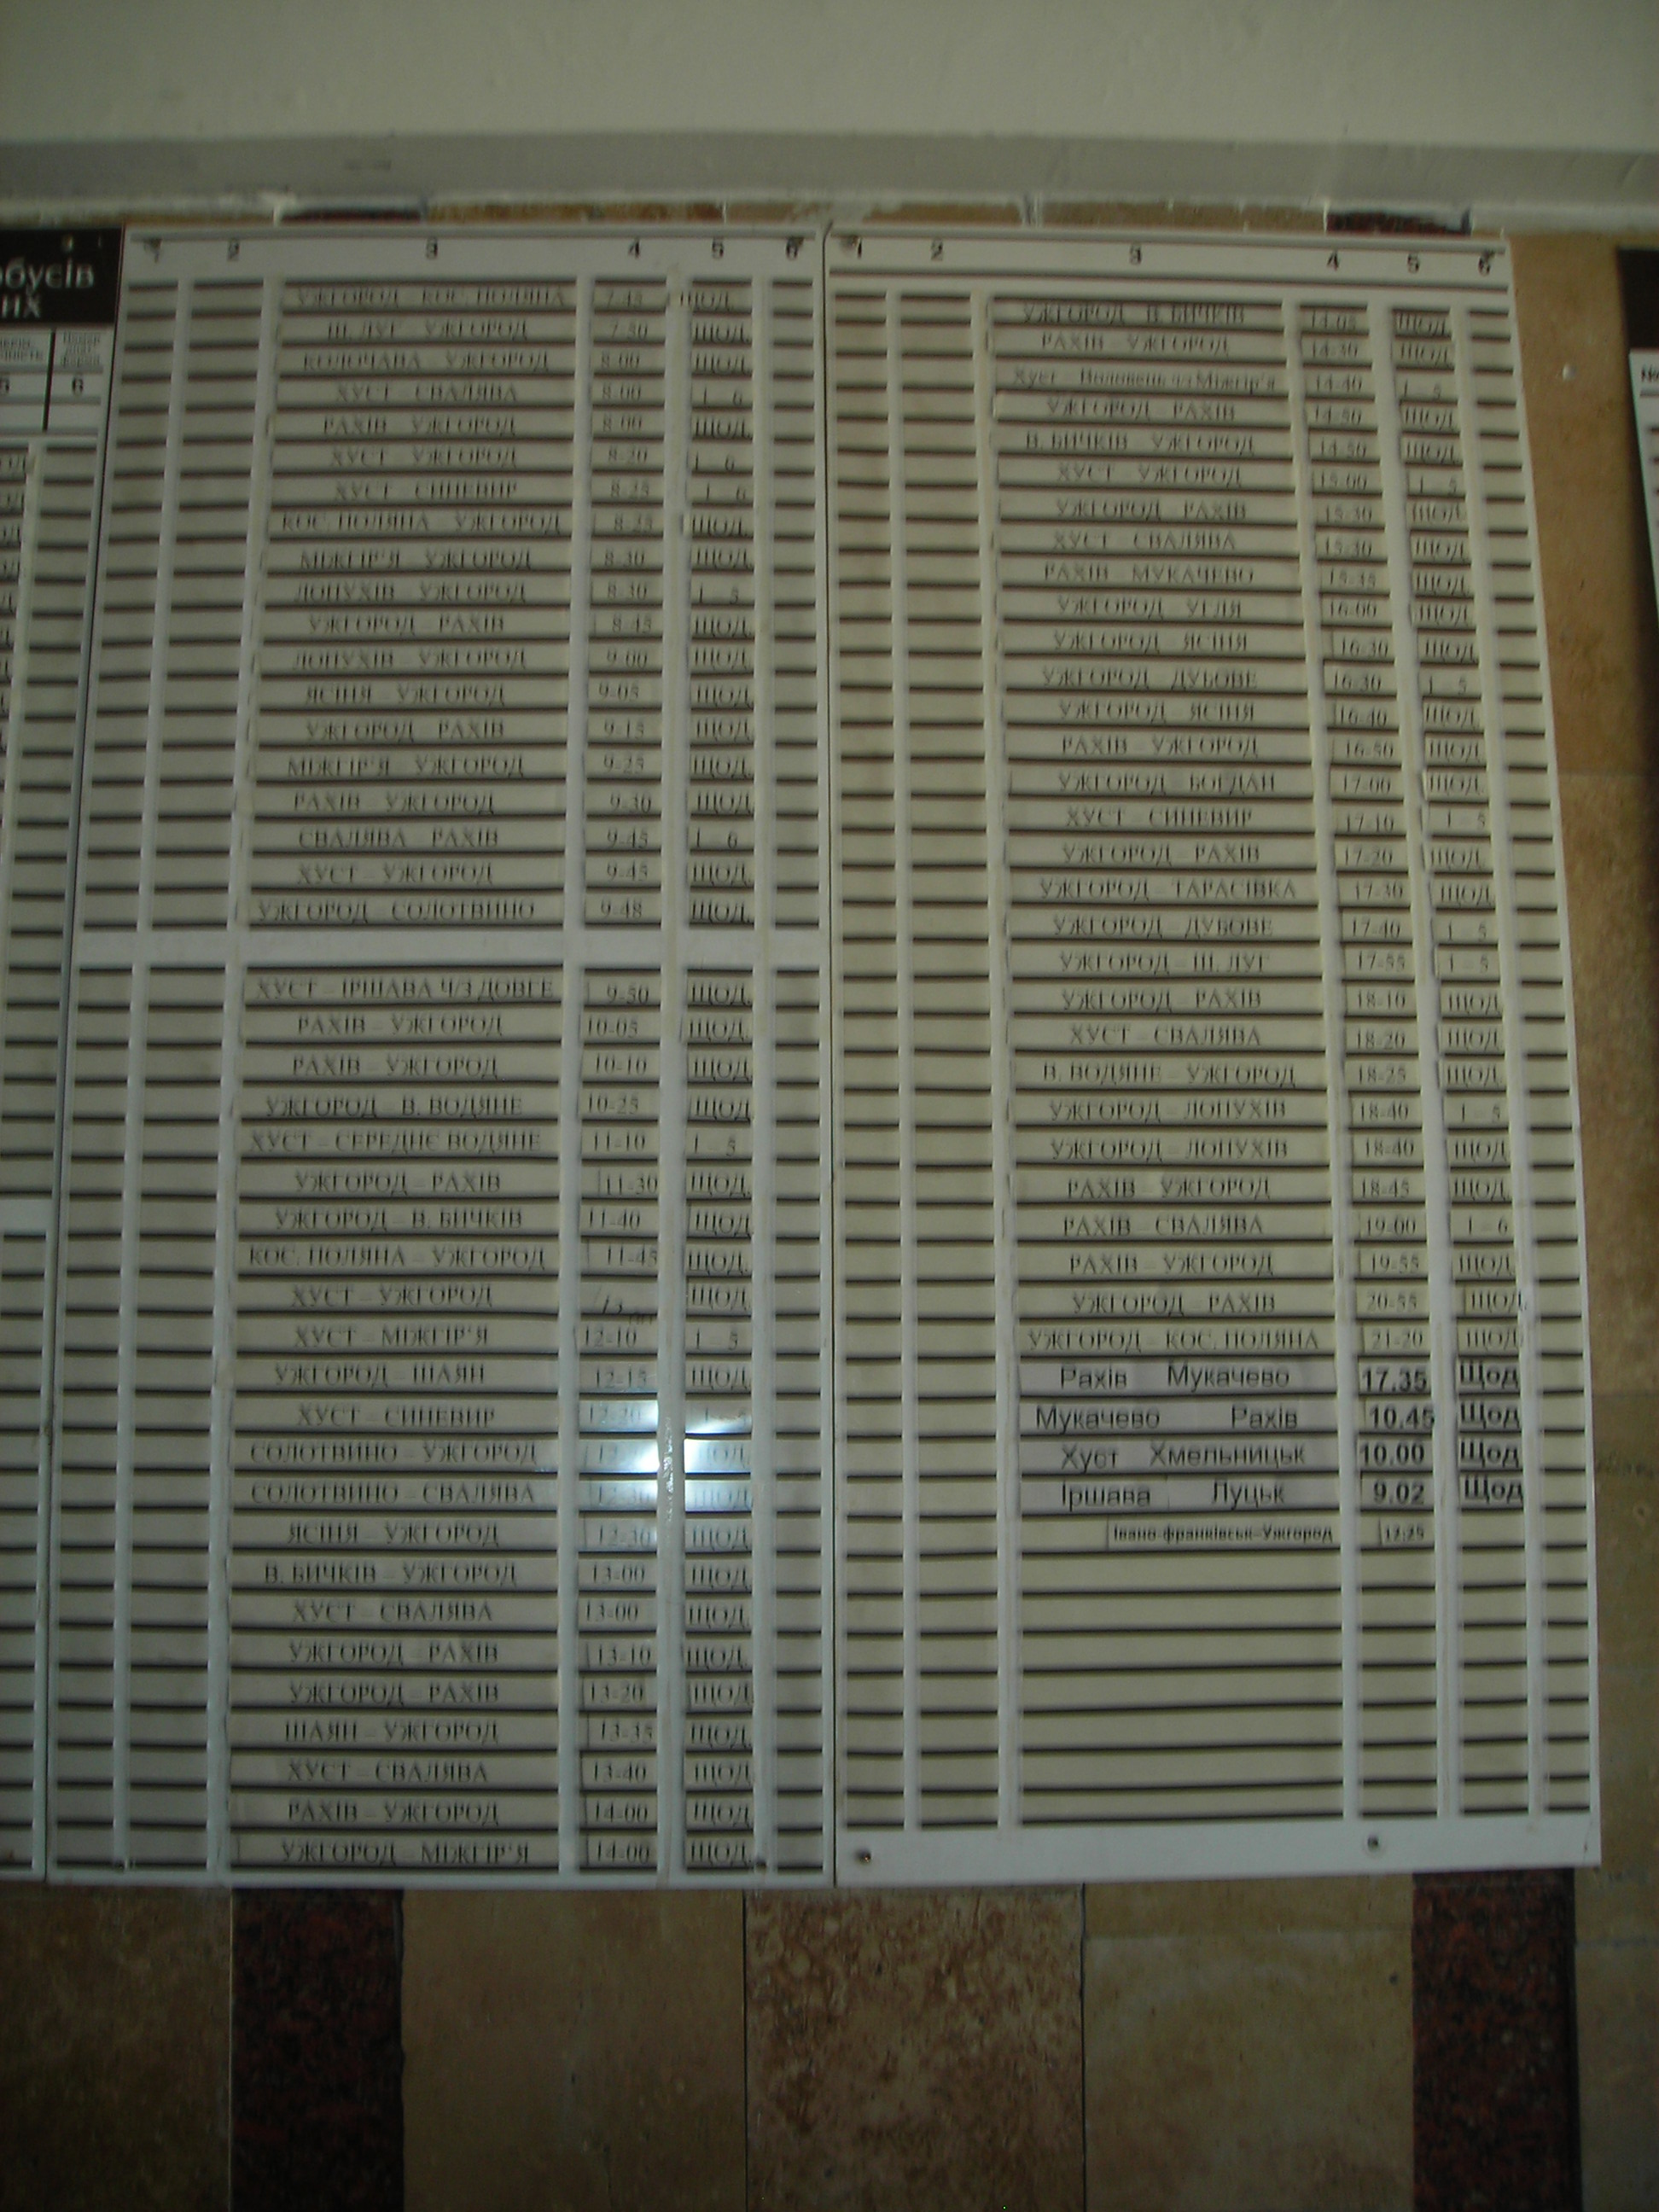 обусів
их
5 6
1 2 3 4 5 6
УЖГОРОД КОС. ПОЛЯНА 7-45 ЩОД.
Ш. ЛУГ УЖГОРОД 7-50 ЩОД.
КОЛОЧАВА УЖГОРОД 8-00 ЩОД.
ХУСТ СВАЛЯВА 8-00 1 6
РАХІВ УЖГОРОД 8-00 ЩОД.
ХУСТ УЖГОРОД 8-20 1 - 6
ХУСТ СИНЕВИР 8-25 1 6
КОС. ПОЛЯНА УЖГОРОД 8-25 ЩОД.
МІЖГІР'Я УЖГОРОД 8-30 ЩОД.
ЛОПУХІВ УЖГОРОД 8-30 1 5
УЖГОРОД РАХІВ 8-45 ЩОД.
ЛОПУХІВ УЖГОРОД 9-00 ЩОД.
ЯСІНЯ УЖГОРОД 9-05 ЩОД.
УЖГОРОД РАХІВ 9-15 ЩОД.
МІЖГІР'Я УЖГОРОД 9-25 ЩОД.
РАХІВ - УЖГОРОД 9-30 ЩОД.
СВАЛЯВА РАХІВ 9-45 1 6
ХУСТ - УЖГОРОД 9-45 ЩОД.
УЖГОРОД СОЛОТВИНО 9-48 ЩОД.
ХУСТ - ІРШАВА Ч/З ДОВГЕ 9-50 ЩОД.
РАХІВ - УЖГОРОД 10-05 ЩОД.
РАХІВ - УЖГОРОД 10-10 ЩОД.
УЖГОРОД - В. ВОДЯНЕ 10-25 ЩОД.
ХУСТ - СЕРЕДНЄ ВОДЯНЕ 11-10 1 - 5
УЖГОРОД - РАХІВ 11-30 ЩОД.
УЖГОРОД - В. БИЧКІВ 11-40 ЩОД.
КОС. ПОЛЯНА - УЖГОРОД 11-45 ЩОД.
ХУСТ - УЖГОРОД ЩОД.
ХУСТ - МІЖГІР'Я 12-10 1 - 5
УЖГОРОД - ШАЯН 12-15 ЩОД.
ХУСТ - СИНЕВИР 12-20
СОЛОТВИНО - УЖГОРОД ЩОД.
СОЛОТВИНО - СВАЛЯВА 12-30 ЩОД.
ЯСІНЯ - УЖГОРОД 12-30 ЩОД.
В. БИЧКІВ - УЖГОРОД 13-00 ЩОД.
ХУСТ - СВАЛЯВА 13-00 ЩОД.
УЖГОРОД - РАХІВ 13-10 ЩОД.
УЖГОРОД - РАХІВ 13-20 ЩОД.
ШАЯН - УЖГОРОД 13-35 ЩОД.
ХУСТ - СВАЛЯВА 13-40 ЩОД.
РАХІВ - УЖГОРОД 14-00 ЩОД.
УЖГОРОД МІЖГІР'Я 14-00 ЩОД.
1 2 3 4 5 6
УЖГОРОД В. БИЧКІВ 14-05 ЩОД.
РАХІВ УЖГОРОД 14-30 ЩОД.
Хуст - Воловець ч/з Міжгір'я 14-40 1 5
УЖГОРОД РАХІВ 14-50 ЩОД.
В. БИЧКІВ УЖГОРОД 14-50 ЩОД.
ХУСТ УЖГОРОД 15-00 1 5
УЖГОРОД РАХІВ 15-30 ЩОД.
ХУСТ СВАЛЯВА 15-30 ЩОД.
РАХІВ - МУКАЧЕВО 15-35 ЩОД.
УЖГОРОД УГЛЯ 16-00 ЩОД.
УЖГОРОД ЯСІНЯ 16-30 ЩОД.
УЖГОРОД ДУБОВЕ 16-30 1 5
УЖГОРОД ЯСІНЯ 16-40 ЩОД.
РАХІВ УЖГОРОД 16-50 ЩОД.
УЖГОРОД - БОГДАН 17-00 ЩОД.
ХУСТ - СИНЕВИР 17-10 1 5
УЖГОРОД - РАХІВ 17-20 ЩОД.
УЖГОРОД - ТАРАСІВКА 17-30 ЩОД.
УЖГОРОД - ДУБОВЕ 17-40 1 5
УЖГОРОД - Ш. ЛУГ 17-55 1 - 5
УЖГОРОД - РАХІВ 18-10 ЩОД.
ХУСТ - СВАЛЯВА 18-20 ЩОД.
В. ВОДЯНЕ - УЖГОРОД 18-25 ЩОД.
УЖГОРОД - ЛОПУХІВ 18-40 1 - 5
УЖГОРОД - ЛОПУХІВ 18-40 ЩОД.
РАХІВ - УЖГОРОД 18-45 ЩОД.
РАХІВ - СВАЛЯВА 19-00 1 - 6
РАХІВ - УЖГОРОД 19-55 ЩОД.
УЖГОРОД - РАХІВ 20-55 ЩОД.
УЖГОРОД - КОС. ПОЛЯНА 21-20 ЩОД.
Рахів Мукачево 17.35 Щод
Мукачево Рахів 10.45 Щод
Хуст Хмельницьк 10.00 Щод
Іршава Луцьк 9.02 Щод
Івано-франківськ-Ужгород 12:25